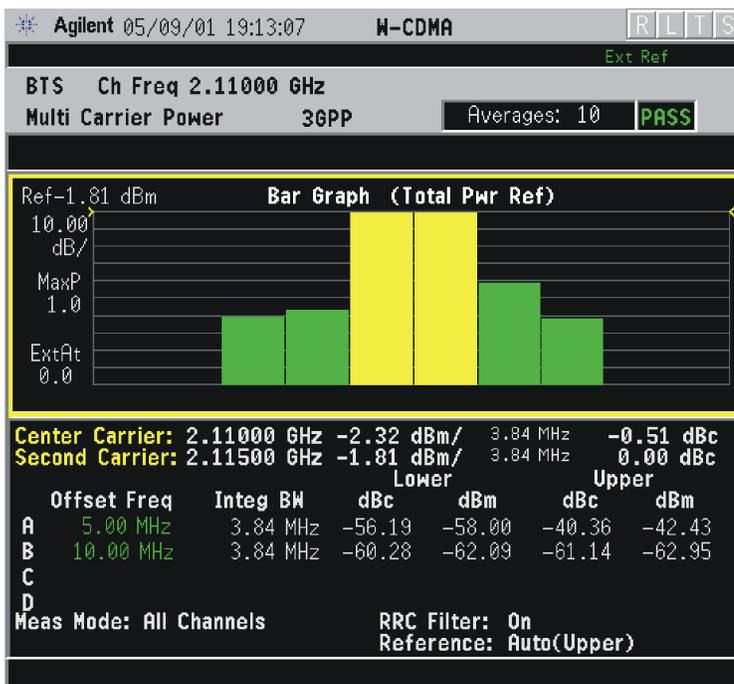 Agilent 05/09/01 19:13:07 W-CDMA R L T S
Ext Ref
BTS Ch Freq 2.11000 GHz
Multi Carrier Power 3GPP Averages: 10 PASS
Ref-1.81 dBm Bar Graph (Total Pwr Ref)
10.00
dB/
MaxP
1.0
ExtAt
0.0
Center Carrier: 2.11000 GHz -2.32 dBm/ 3.84 MHz -0.51 dBc
Second Carrier: 2.11500 GHz -1.81 dBm/ 3.84 MHz 0.00 dBc
Lower Upper
Offset Freq Integ BW dBc dBm dBc dBm
A 5.00 MHz 3.84 MHz -56.19 -58.00 -40.36 -42.43
B 10.00 MHz 3.84 MHz -60.28 -62.09 -61.14 -62.95
C
D
Meas Mode: All Channels RRC Filter: On
Reference: Auto(Upper)